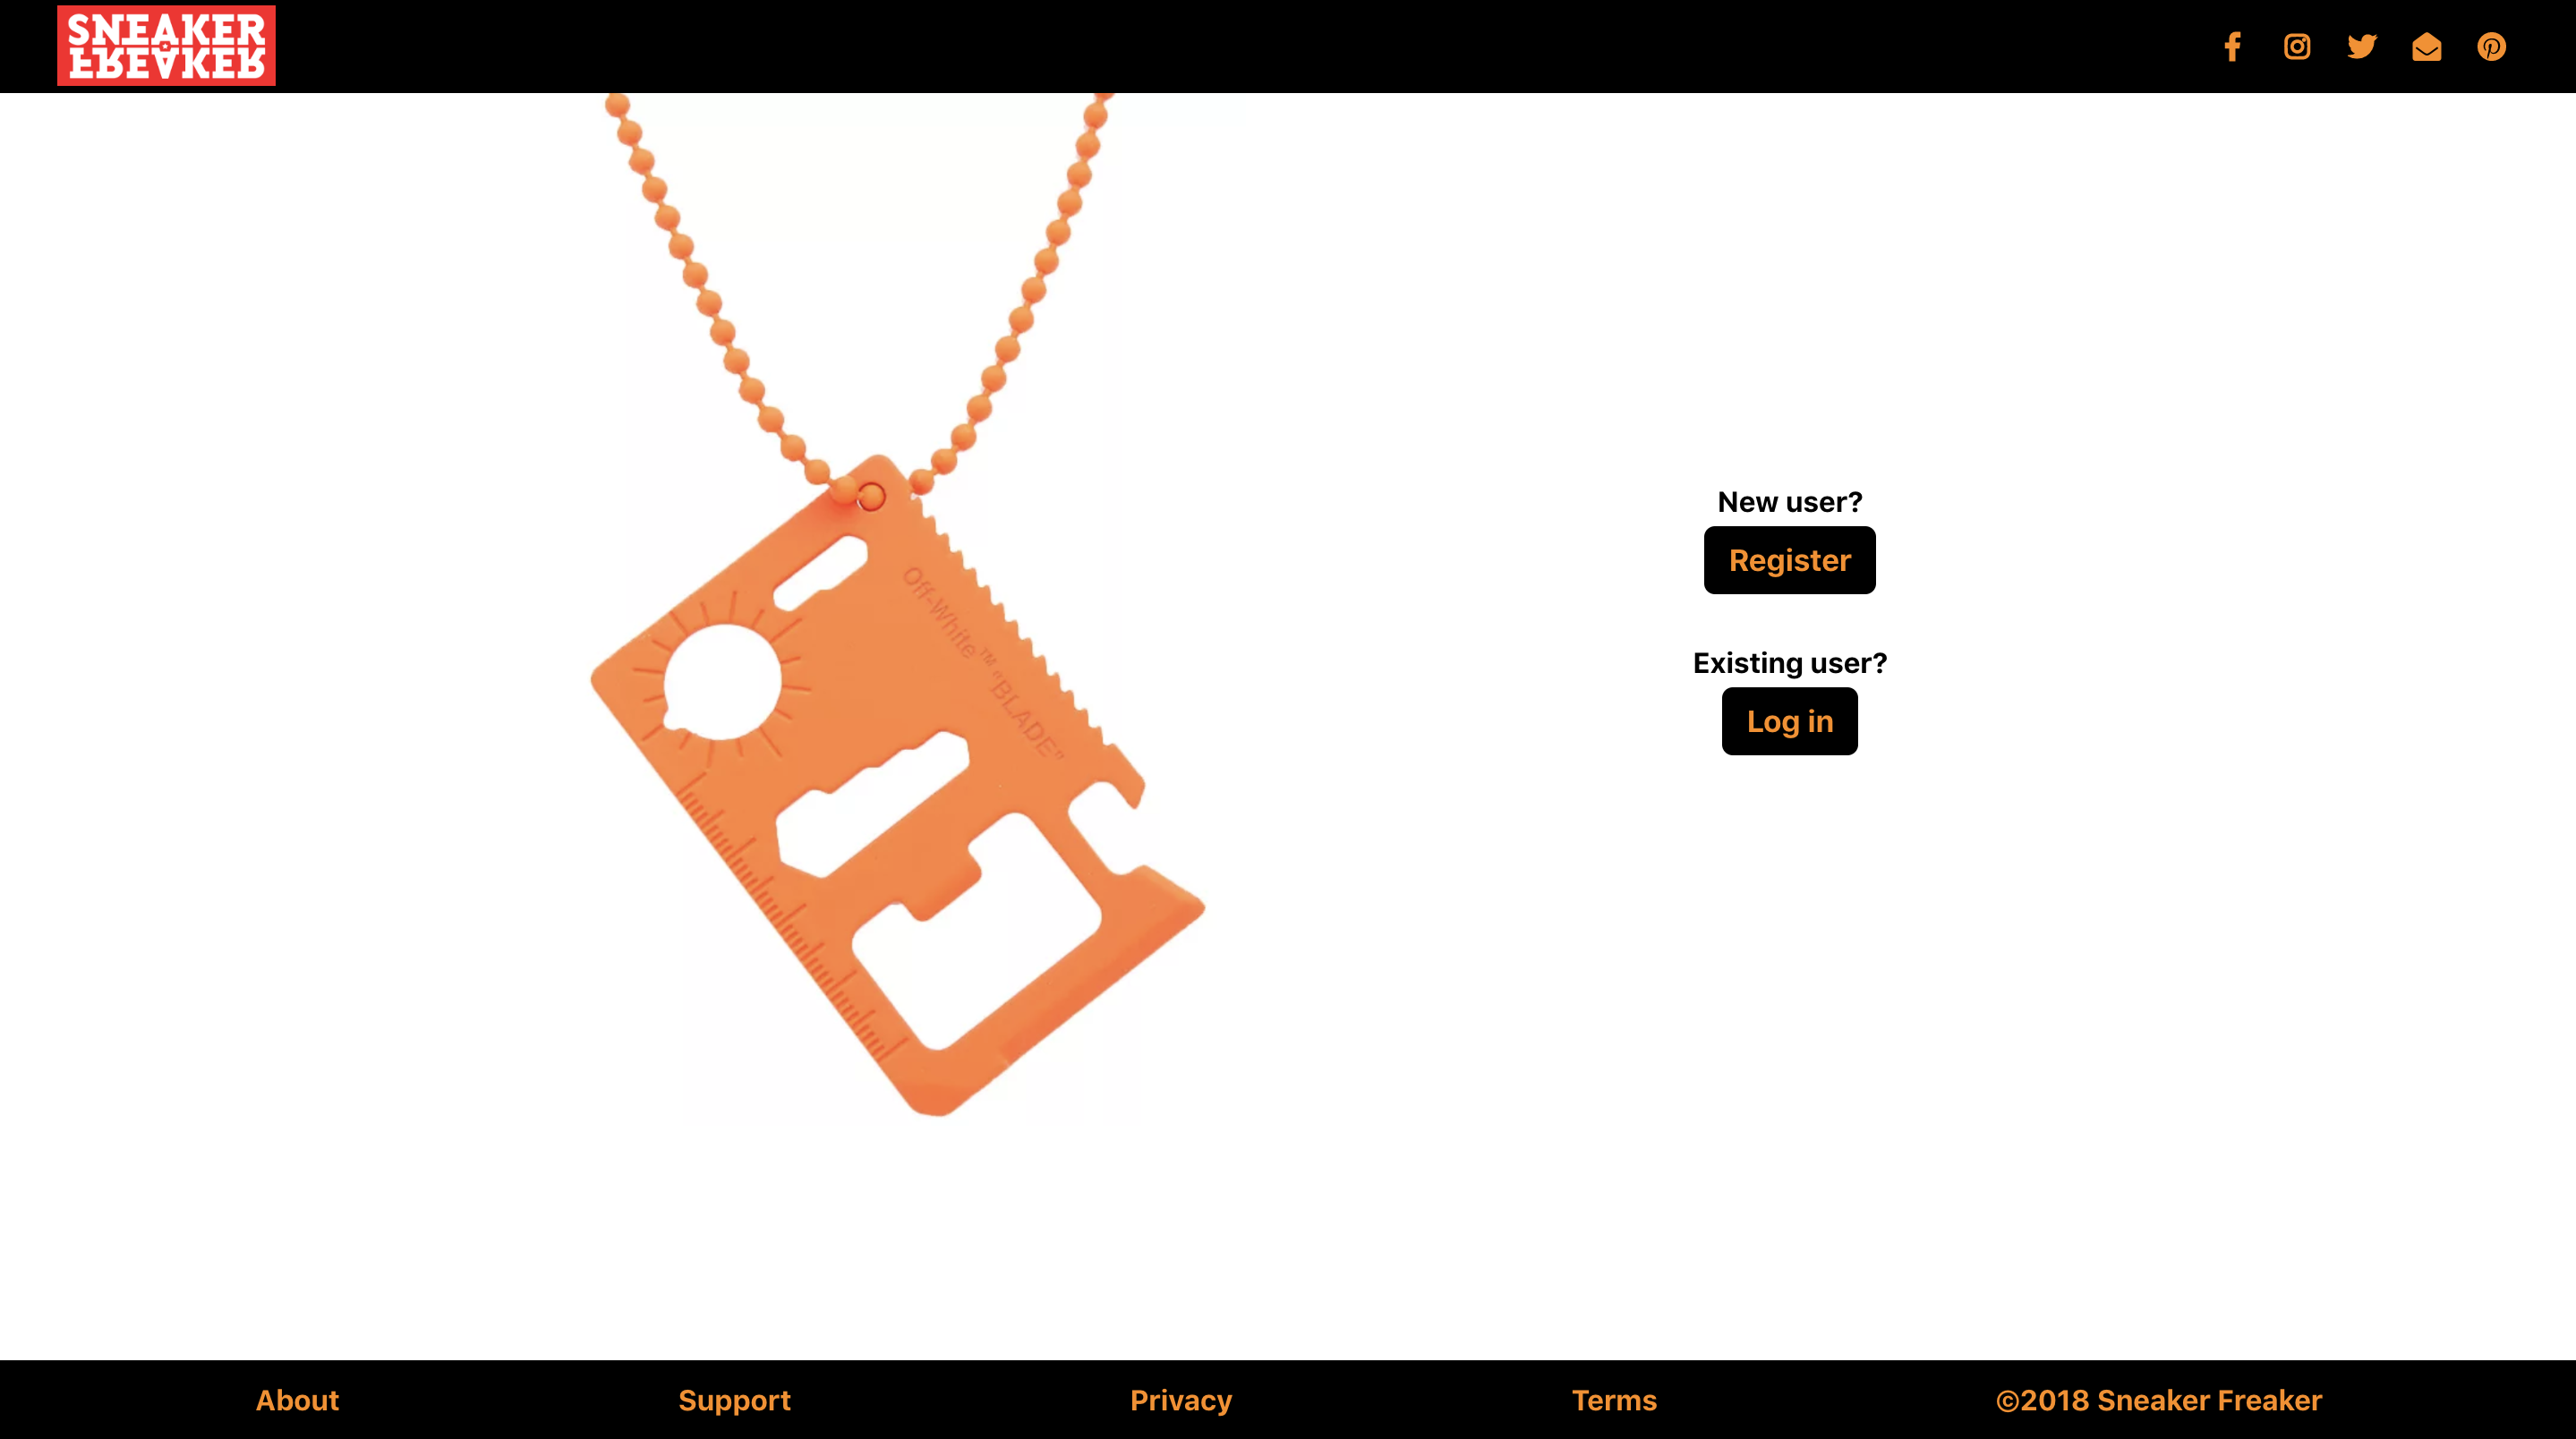 SNEAKER
FREAKER
Off-White™ “BLADE”
New user?
Register
Existing user?
Log in
About
Support
Privacy
Terms
©2018 Sneaker Freaker